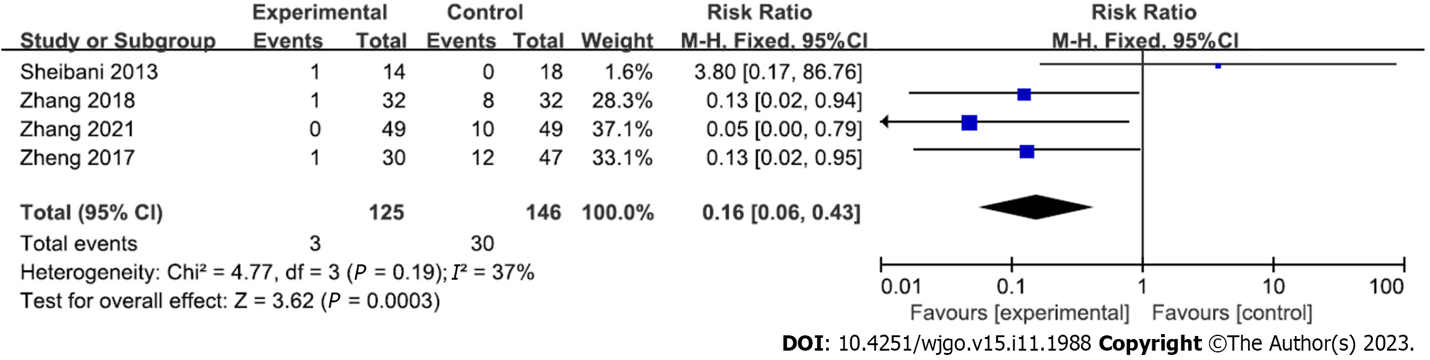 Experimental Control Risk Ratio Risk Ratio
Study or Subgroup Events Total Events Total Weight M-H, Fixed, 95%CI M-H, Fixed, 95%CI
Sheibani 2013 1 14 0 18 1.6% 3.80 [0.17, 86.76]
Zhang 2018 1 32 8 32 28.3% 0.13 [0.02, 0.94]
Zhang 2021 0 49 10 49 37.1% 0.05 [0.00, 0.79]
Zheng 2017 1 30 12 47 33.1% 0.13 [0.02, 0.95]
Total (95% CI) 125 146 100.0% 0.16 [0.06, 0.43]
Total events 3 30
Heterogeneity: Chi² = 4.77, df = 3 (P = 0.19); I² = 37%
Test for overall effect: Z = 3.62 (P = 0.0003)
0.01 0.1 1 10 100
Favours [experimental] Favours [control]
DOI: 10.4251/wjgo.v15.i11.1988 Copyright ©The Author(s) 2023.